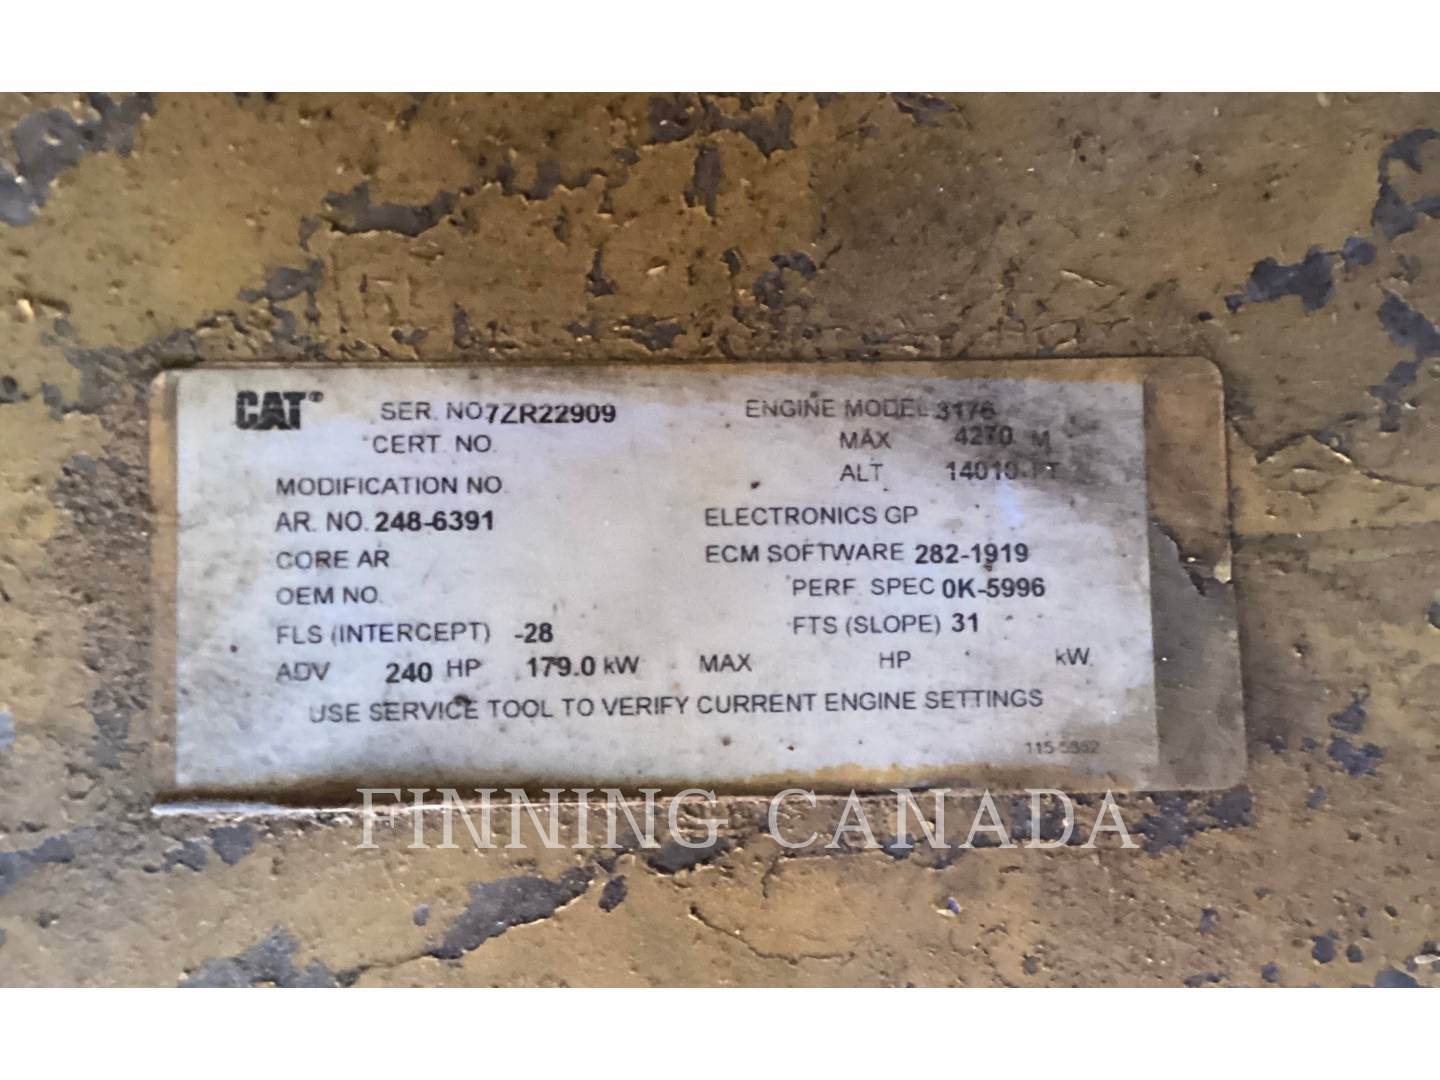 CAT® SER. NO 7ZR22909 ENGINE MODEL 3176
CERT. NO. MAX 4270 M
MODIFICATION NO. ALT 14010 FT
AR. NO. 248-6391 ELECTRONICS GP
CORE AR ECM SOFTWARE 282-1919
OEM NO. PERF. SPEC 0K-5996
FLS (INTERCEPT) -28 FTS (SLOPE) 31
ADV 240 HP 179.0 kW MAX HP kW
USE SERVICE TOOL TO VERIFY CURRENT ENGINE SETTINGS
FINNING CANADA